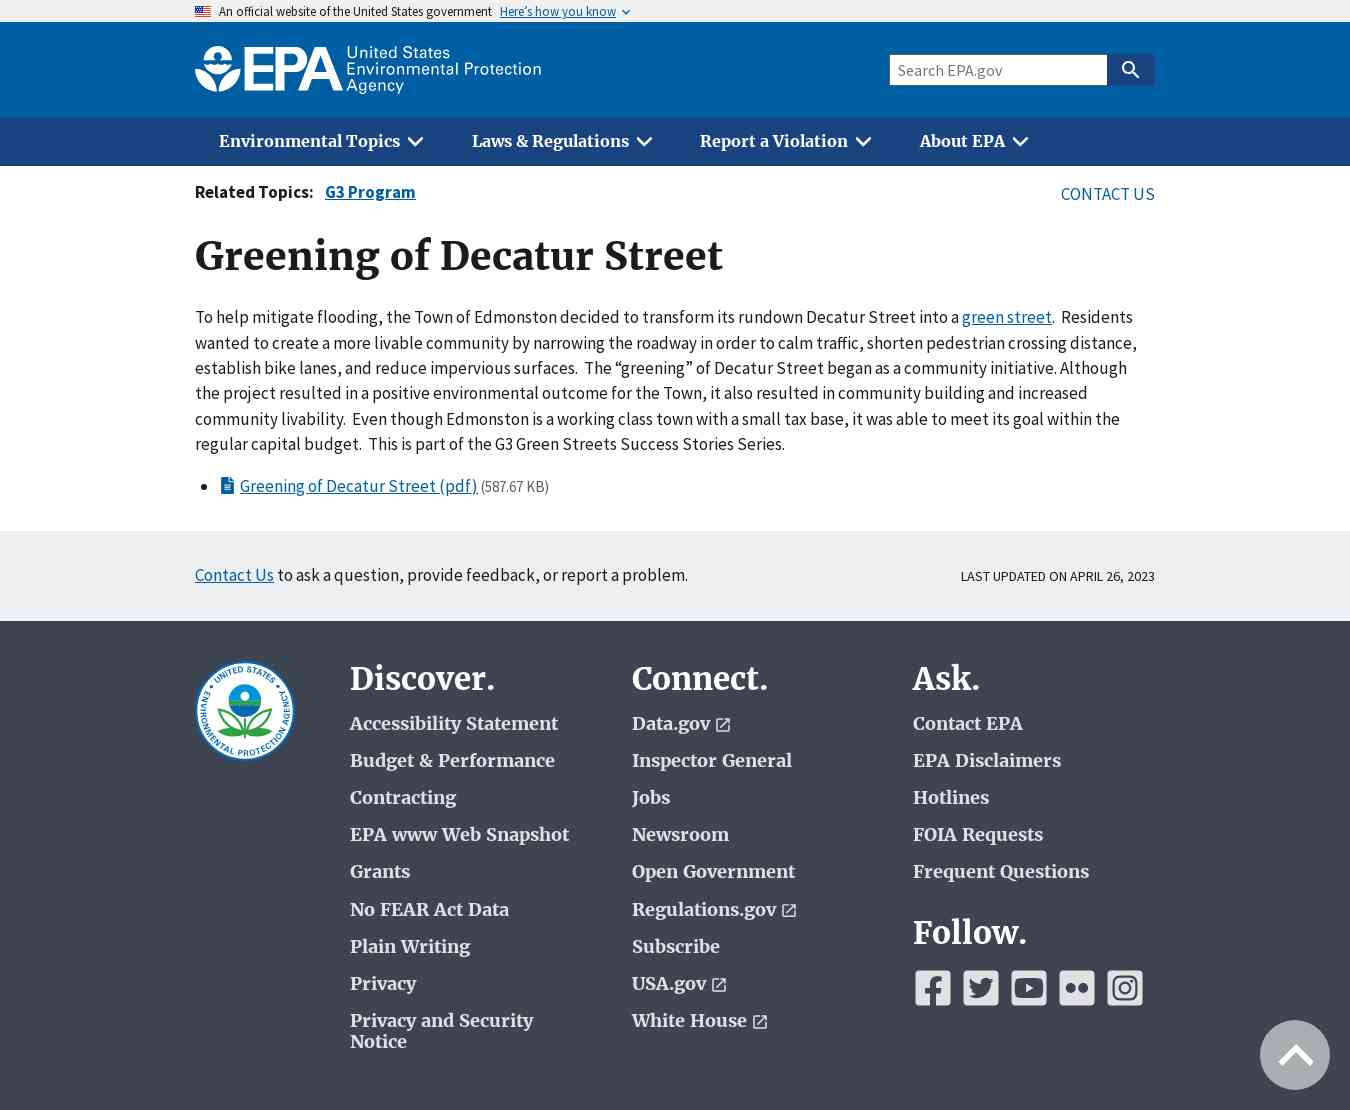 An official website of the United States government Here's how you know
EPA United States
Environmental Protection
Agency
Search EPA.gov
Environmental Topics Laws & Regulations Report a Violation About EPA
Related Topics: G3 Program CONTACT US
Greening of Decatur Street
To help mitigate flooding, the Town of Edmonston decided to transform its rundown Decatur Street into a green street. Residents
wanted to create a more livable community by narrowing the roadway in order to calm traffic, shorten pedestrian crossing distance,
establish bike lanes, and reduce impervious surfaces. The “greening” of Decatur Street began as a community initiative. Although
the project resulted in a positive environmental outcome for the Town, it also resulted in community building and increased
community livability. Even though Edmonston is a working class town with a small tax base, it was able to meet its goal within the
regular capital budget. This is part of the G3 Green Streets Success Stories Series.
Greening of Decatur Street (pdf) (587.67 KB)
Contact Us to ask a question, provide feedback, or report a problem. LAST UPDATED ON APRIL 26, 2023
UNITED STATES ENVIRONMENTAL PROTECTION AGENCY
Discover.
Accessibility Statement
Budget & Performance
Contracting
EPA www Web Snapshot
Grants
No FEAR Act Data
Plain Writing
Privacy
Privacy and Security
Notice
Connect.
Data.gov
Inspector General
Jobs
Newsroom
Open Government
Regulations.gov
Subscribe
USA.gov
White House
Ask.
Contact EPA
EPA Disclaimers
Hotlines
FOIA Requests
Frequent Questions
Follow.